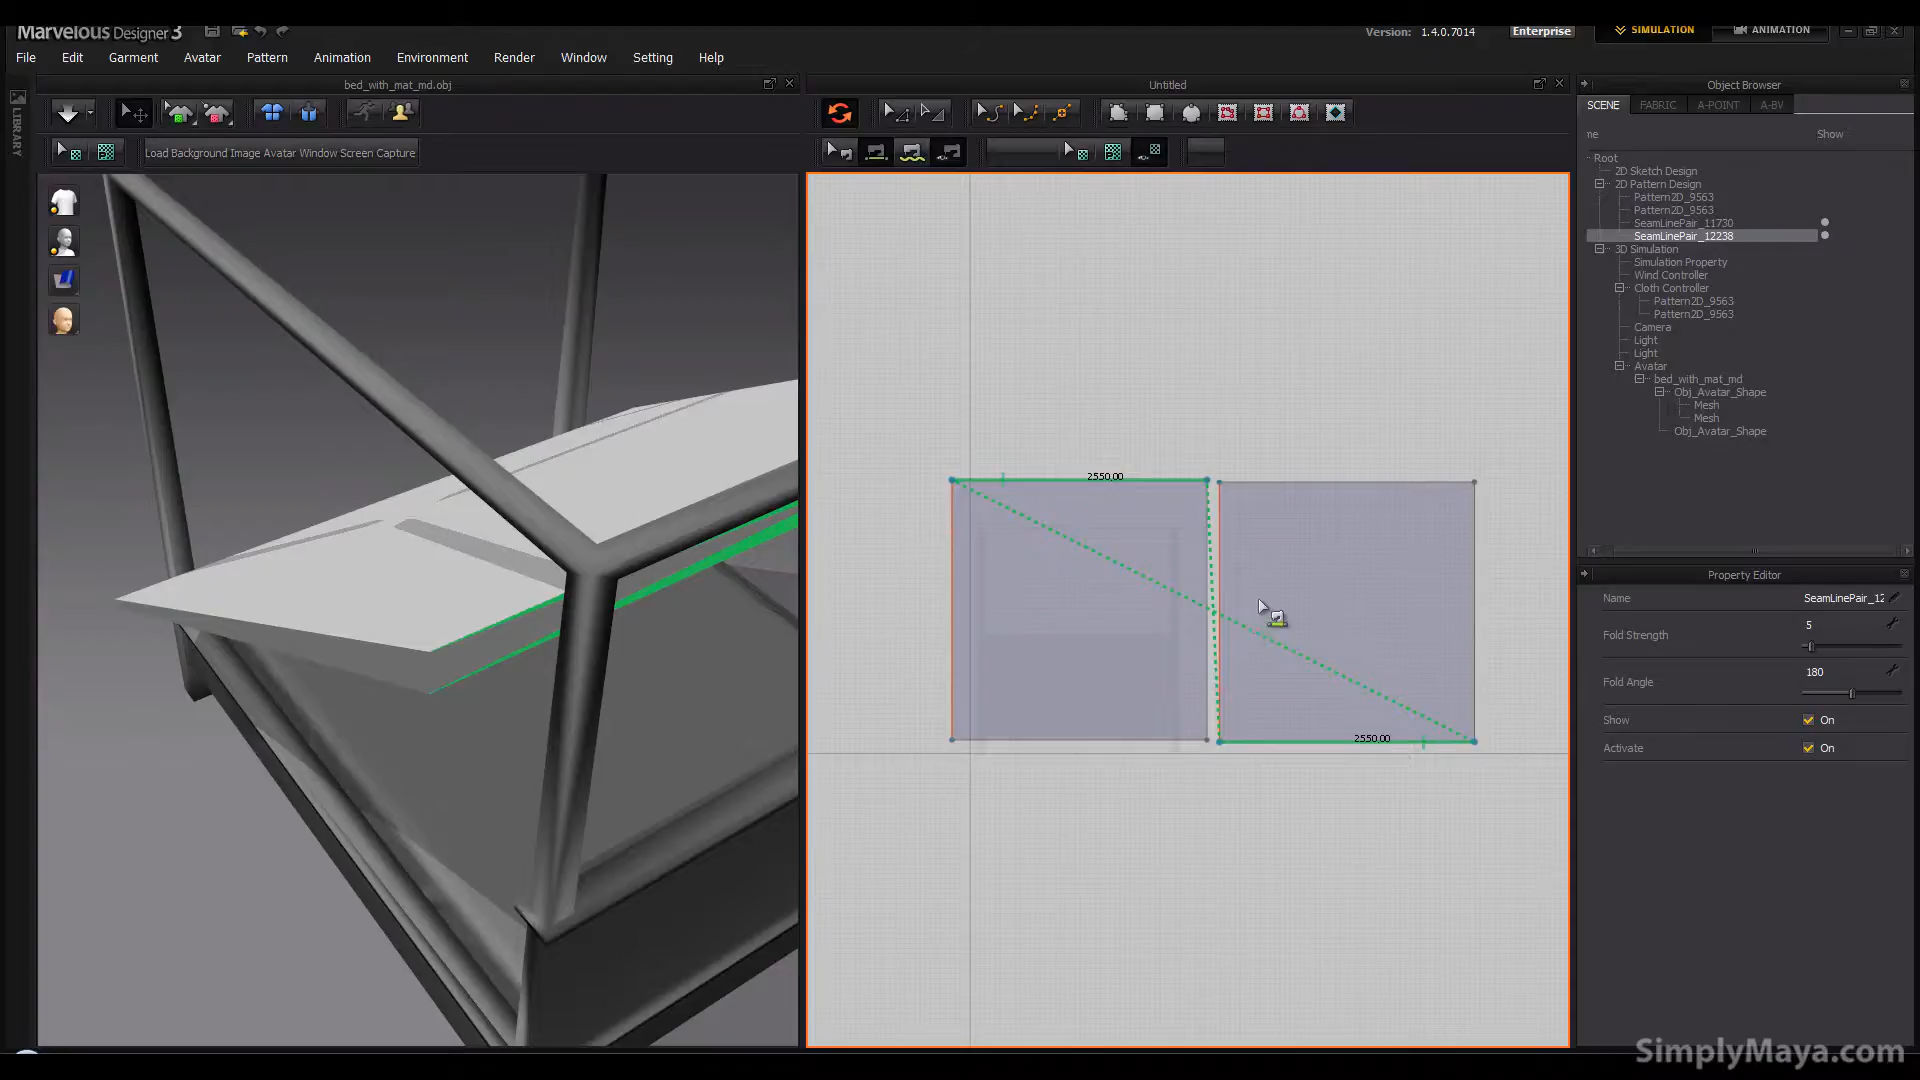 Marvelous Designer 3
Version: 1.4.0.7014
Enterprise
SIMULATION
ANIMATION
File Edit Garment Avatar Pattern Animation Environment Render Window Setting Help
bed_with_mat_md.obj
Untitled
Object Browser
LIBRARY
SCENE FABRIC A-POINT A-BV
me Show
Load Background Image Avatar Window Screen Capture
Root
2D Sketch Design
2D Pattern Design
Pattern2D_9563
Pattern2D_9563
SeamLinePair_11730
SeamLinePair_12238
3D Simulation
Simulation Property
Wind Controller
Cloth Controller
Pattern2D_9563
Pattern2D_9563
Camera
Light
Light
Avatar
bed_with_mat_md
Obj_Avatar_Shape
Mesh
Mesh
Obj_Avatar_Shape
2550,00
2550,00
Property Editor
Name SeamLinePair_12
Fold Strength 5
Fold Angle 180
Show On
Activate On
SimplyMaya.com